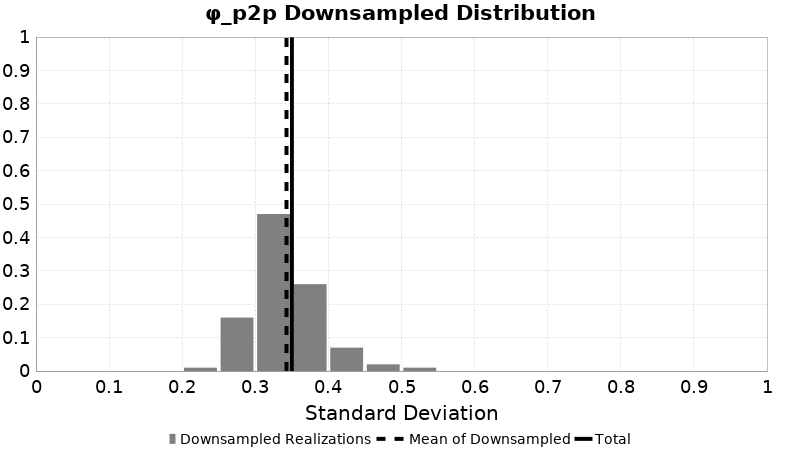 φ_p2p Downsampled Distribution
1
0.9
0.8
0.7
0.6
0.5
0.4
0.3
0.2
0.1
0
0 0.1 0.2 0.3 0.4 0.5 0.6 0.7 0.8 0.9 1
Standard Deviation
Downsampled Realizations Mean of Downsampled Total